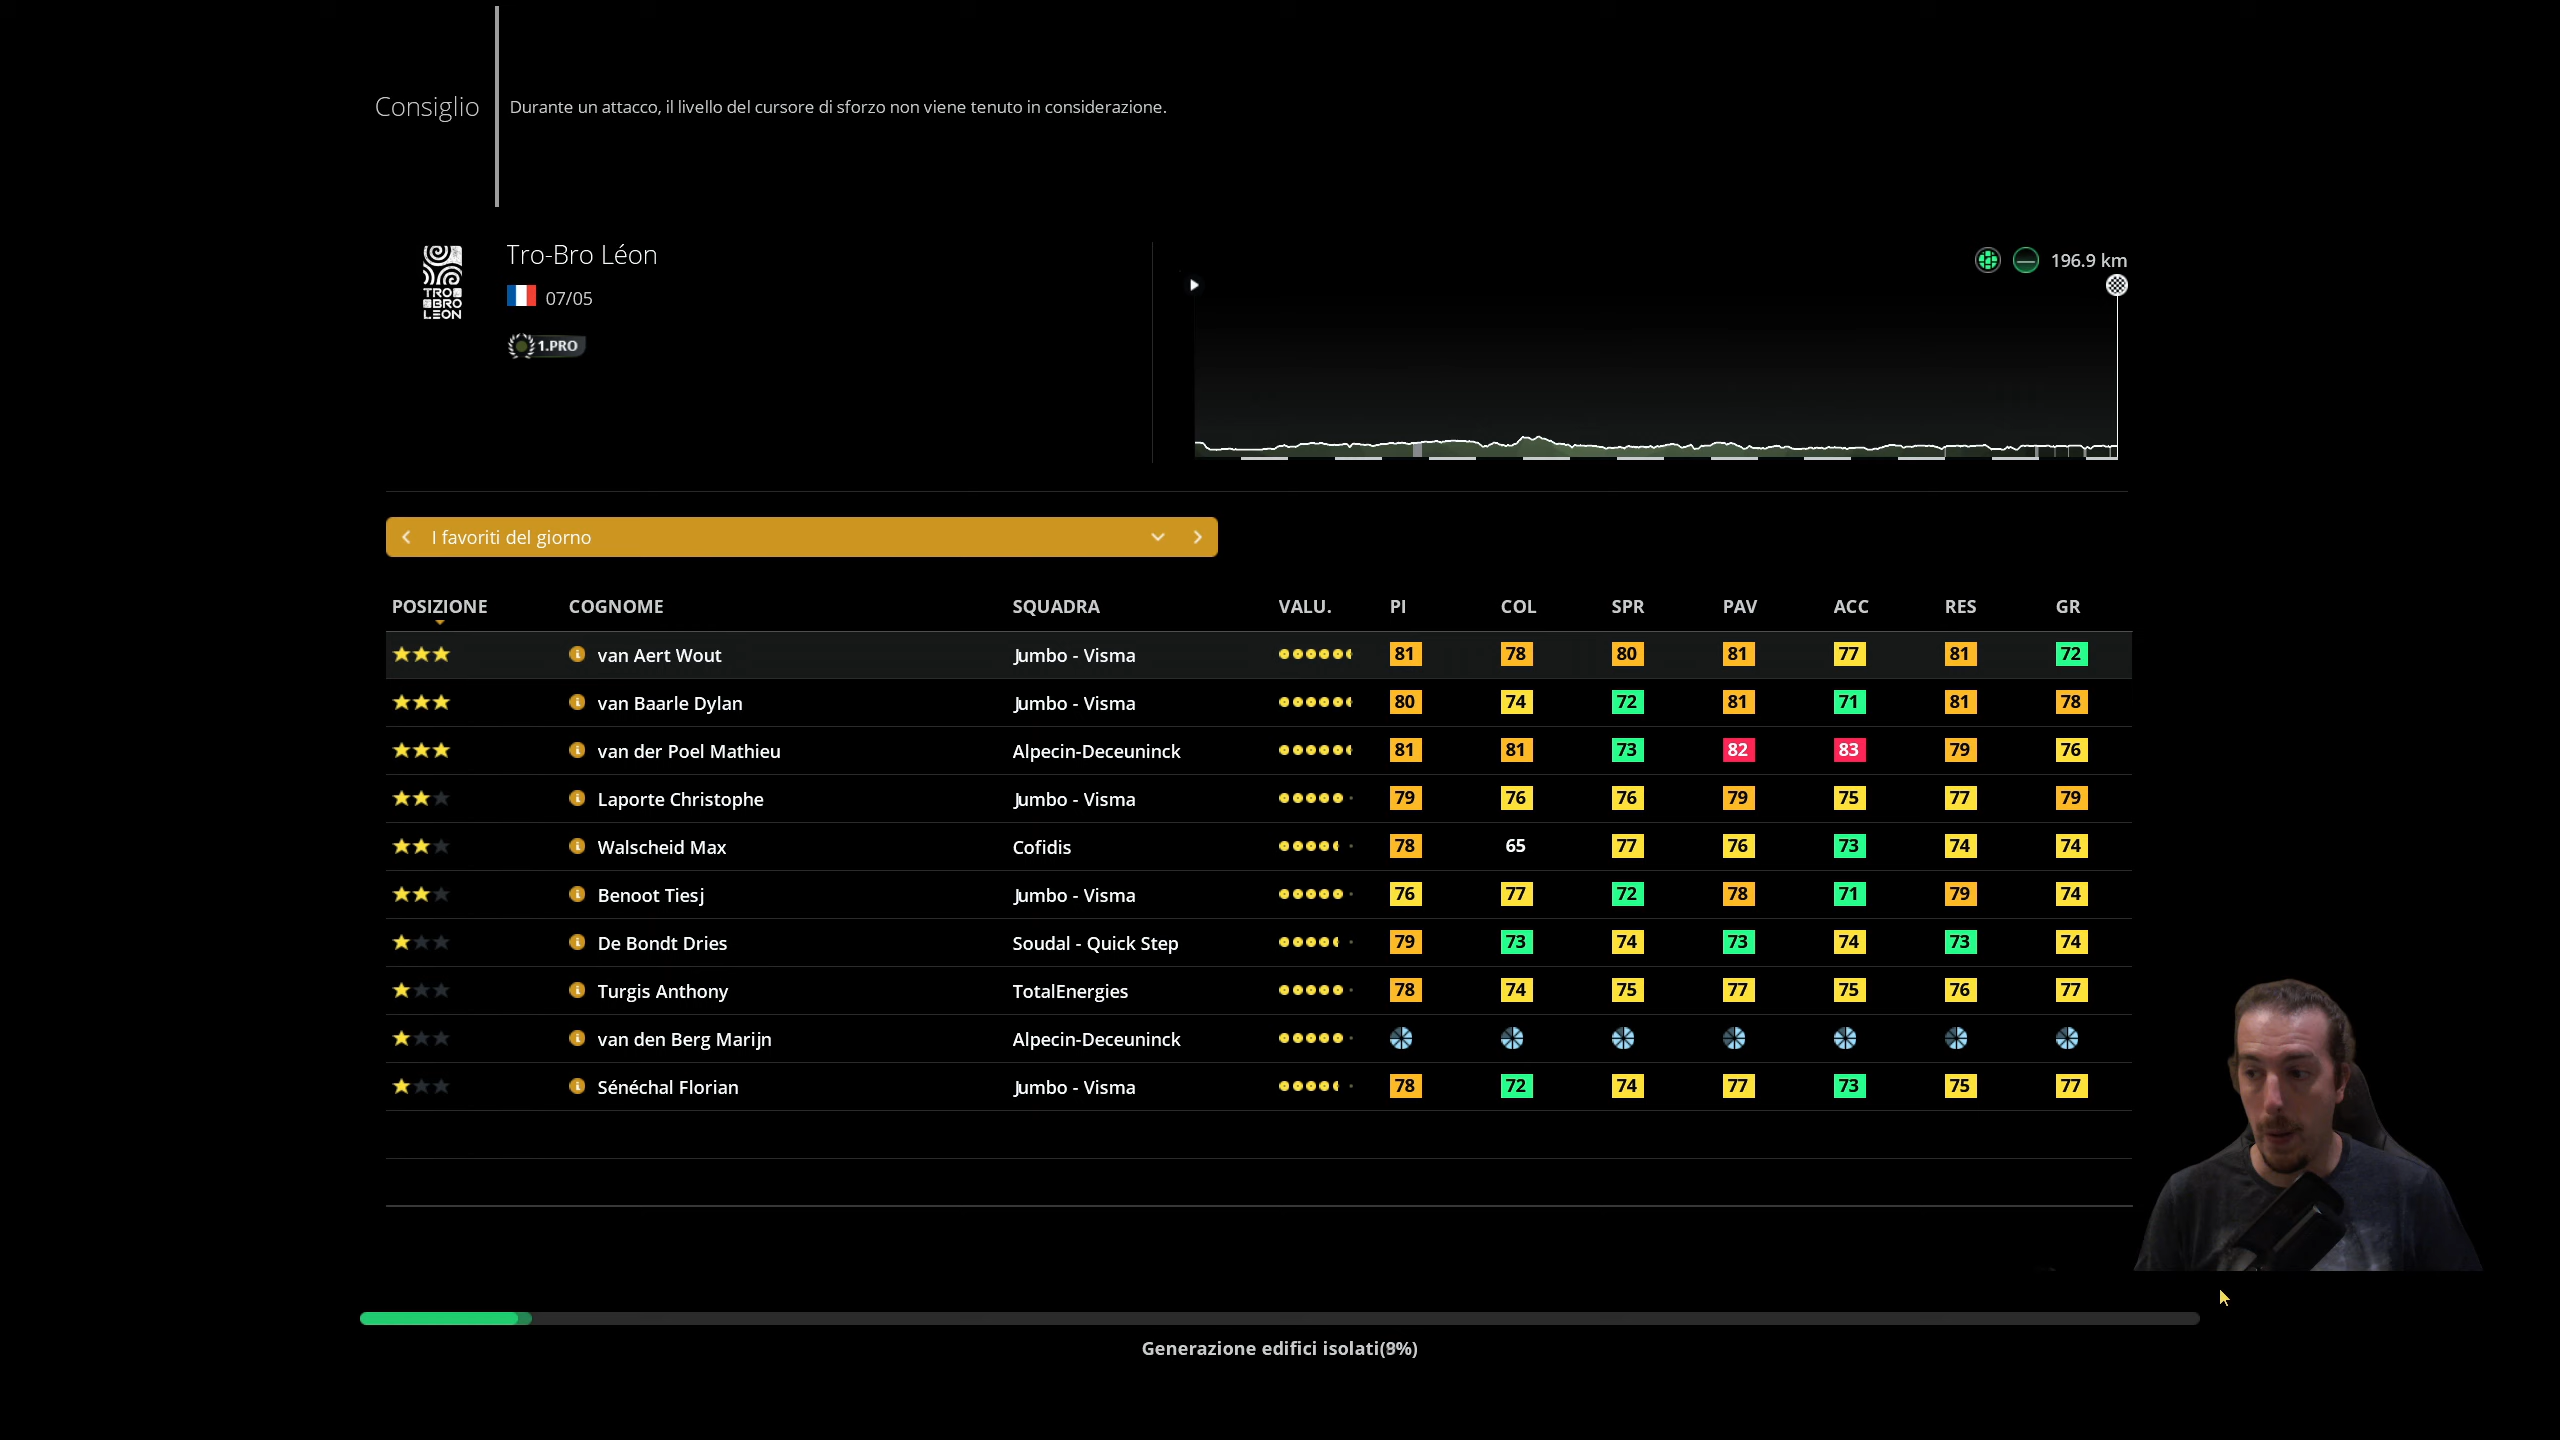 Consiglio
Durante un attacco, il livello del cursore di sforzo non viene tenuto in considerazione.
TRO
BRO
LEON
Tro-Bro Léon
07/05
1.PRO
196.9 km
I favoriti del giorno
POSIZIONE COGNOME SQUADRA VALU. PI COL SPR PAV ACC RES GR
van Aert Wout Jumbo - Visma 81 78 80 81 77 81 72
van Baarle Dylan Jumbo - Visma 80 74 72 81 71 81 78
van der Poel Mathieu Alpecin-Deceuninck 81 81 73 82 83 79 76
Laporte Christophe Jumbo - Visma 79 76 76 79 75 77 79
Walscheid Max Cofidis 78 65 77 76 73 74 74
Benoot Tiesj Jumbo - Visma 76 77 72 78 71 79 74
De Bondt Dries Soudal - Quick Step 79 73 74 73 74 73 74
Turgis Anthony TotalEnergies 78 74 75 77 75 76 77
van den Berg Marijn Alpecin-Deceuninck
Sénéchal Florian Jumbo - Visma 78 72 74 77 73 75 77
Generazione edifici isolati(9%)